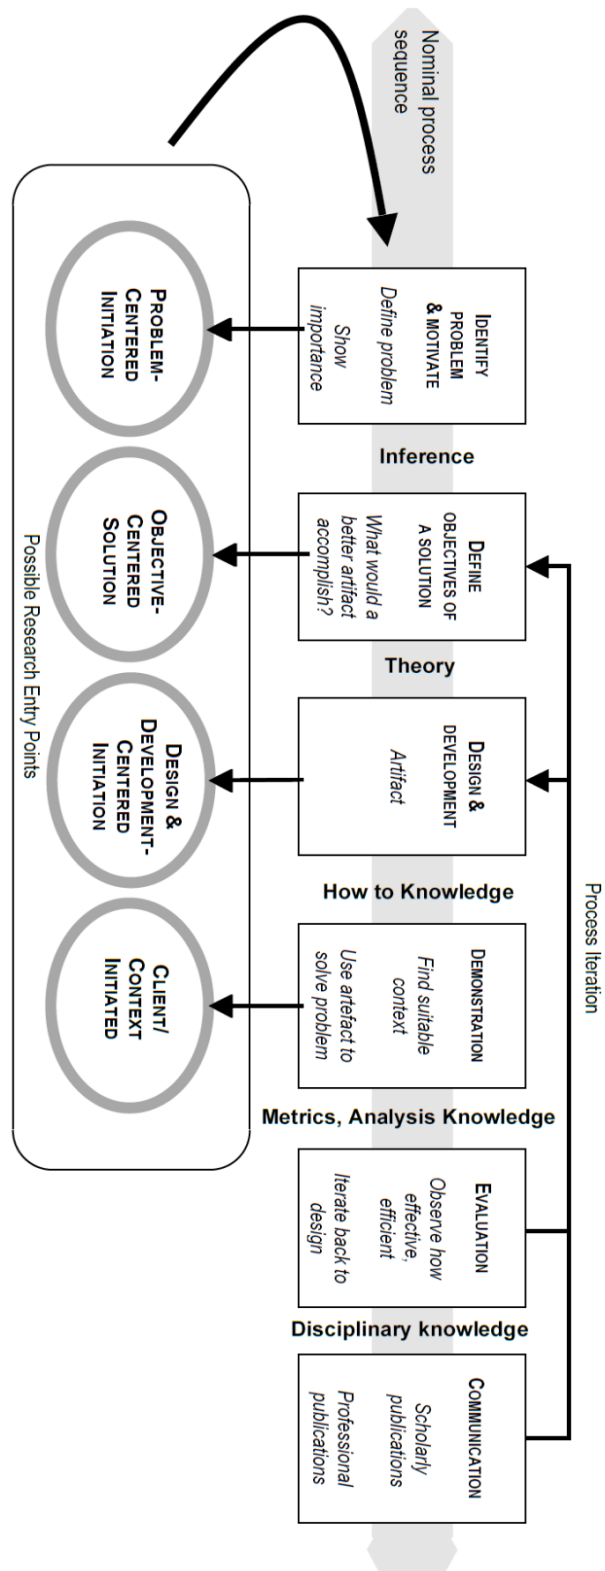 Process Iteration
Nominal process
sequence
IDENTIFY
PROBLEM
& MOTIVATE
Define problem
Show
importance
Inference
DEFINE
OBJECTIVES OF
A SOLUTION
What would a
better artifact
accomplish?
Theory
DESIGN &
DEVELOPMENT
Artifact
How to Knowledge
DEMONSTRATION
Find suitable
context
Use artefact to
solve problem
Metrics, Analysis Knowledge
EVALUATION
Observe how
effective,
efficient
Iterate back to
design
Disciplinary knowledge
COMMUNICATION
Scholarly
publications
Professional
publications
PROBLEM-
CENTERED
INITIATION
OBJECTIVE-
CENTERED
SOLUTION
DESIGN &
DEVELOPMENT-
CENTERED
INITIATION
CLIENT/
CONTEXT
INITIATED
Possible Research Entry Points